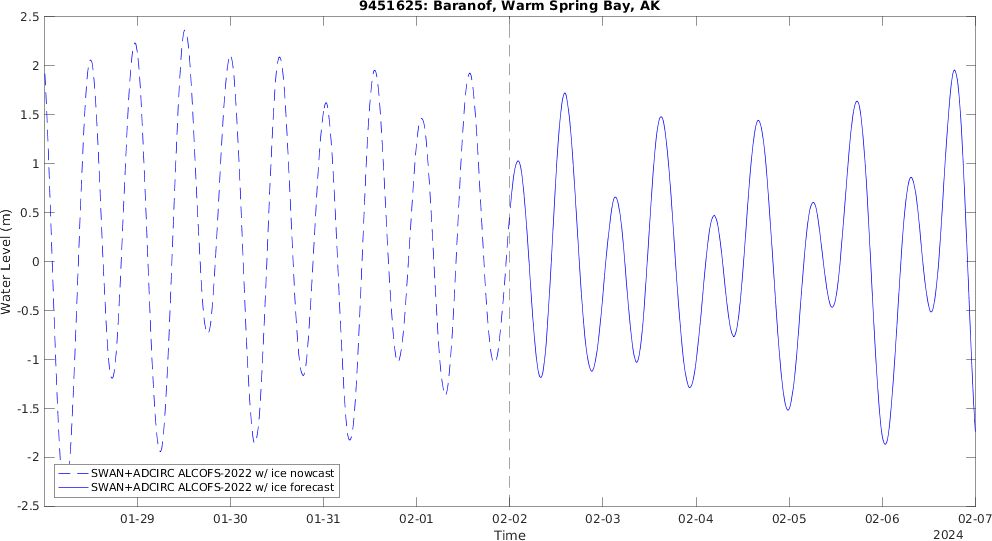 9451625: Baranof, Warm Spring Bay, AK
2.5
2
1.5
1
0.5
0
-0.5
-1
-1.5
-2
-2.5
Water Level (m)
SWAN+ADCIRC ALCOFS-2022 w/ ice nowcast
SWAN+ADCIRC ALCOFS-2022 w/ ice forecast
01-29 01-30 01-31 02-01 02-02 02-03 02-04 02-05 02-06 02-07
Time
2024